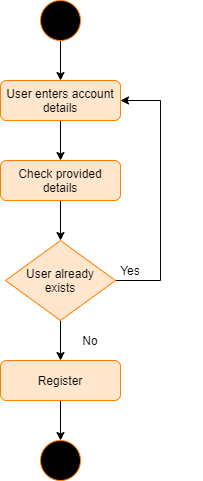 User enters account
details
Check provided
details
User already
exists
Yes
No
Register